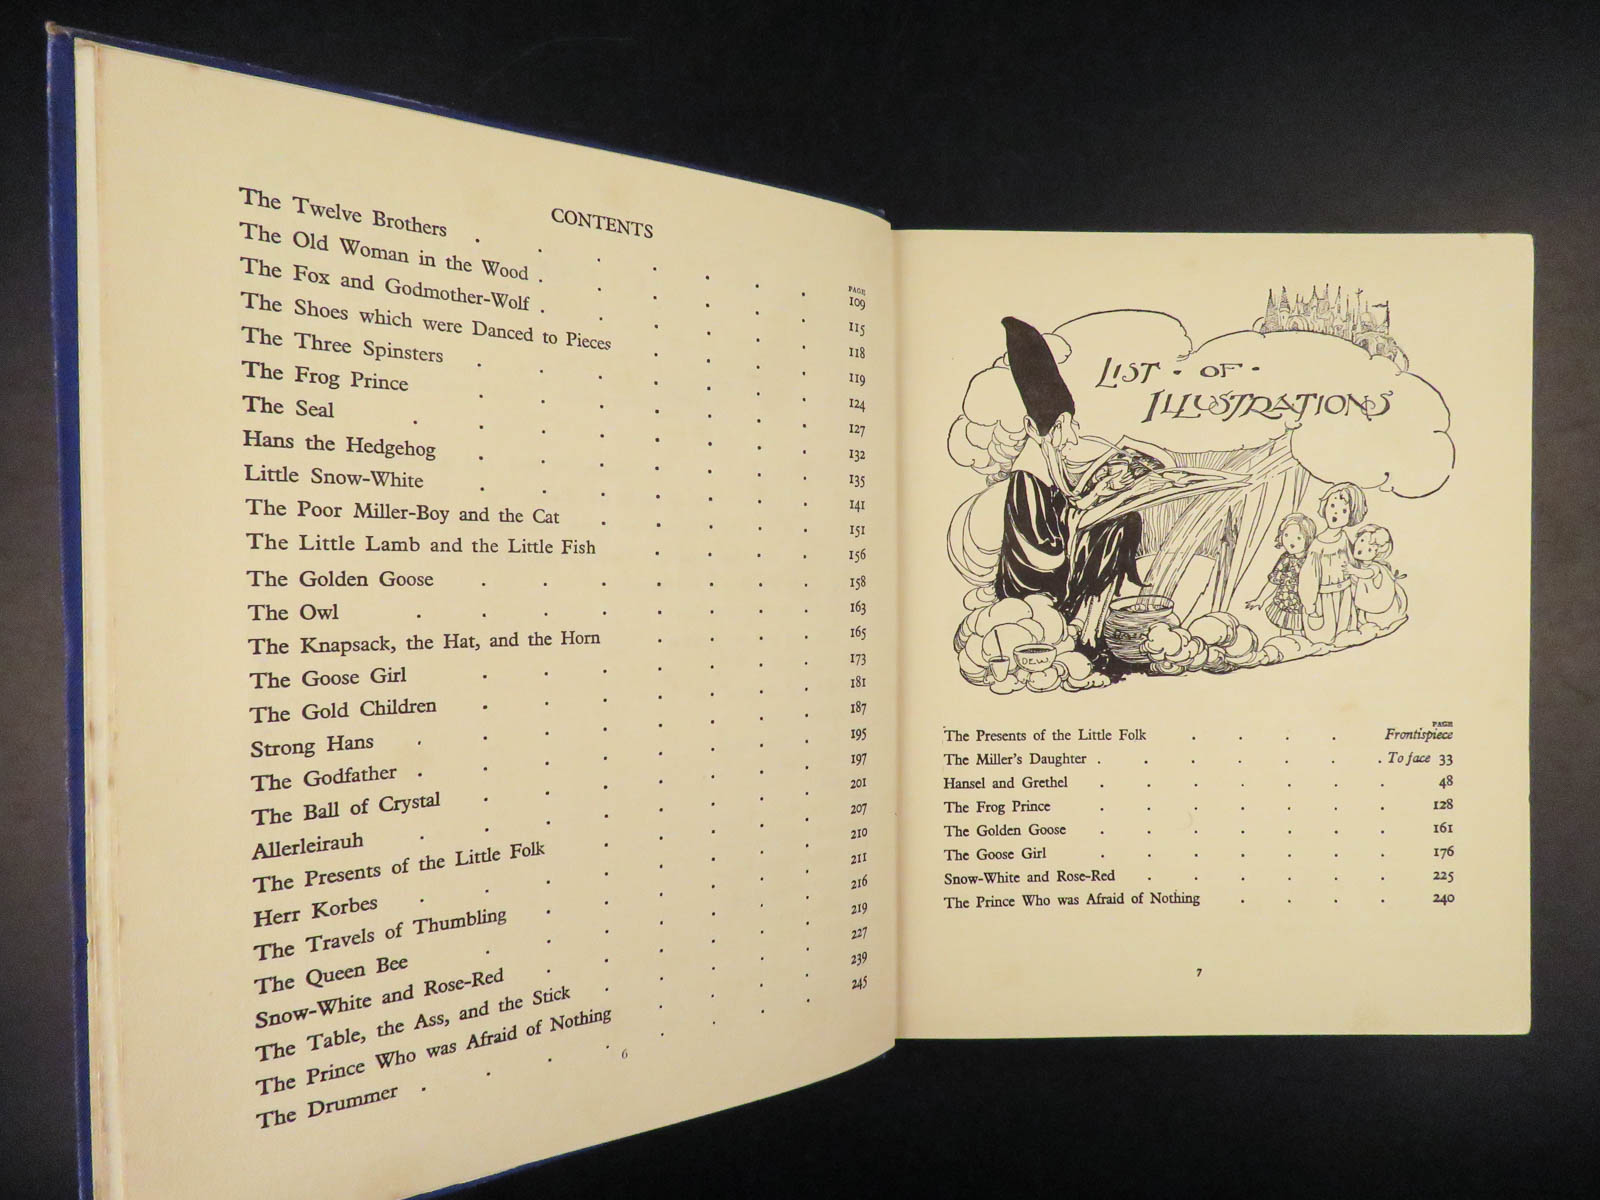 CONTENTS
PAGE
The Twelve Brothers . . . . . . . 109
The Old Woman in the Wood . . . . . . 115
The Fox and Godmother-Wolf . . . . . . 118
The Shoes which were Danced to Pieces . . . . 119
The Three Spinsters . . . . . . . 124
The Frog Prince . . . . . . . 127
The Seal . . . . . . . . 132
Hans the Hedgehog . . . . . . . 135
Little Snow-White . . . . . . . 141
The Poor Miller-Boy and the Cat . . . . . 151
The Little Lamb and the Little Fish . . . . 156
The Golden Goose . . . . . . . 158
The Owl . . . . . . . . 163
The Knapsack, the Hat, and the Horn . . . . 165
The Goose Girl . . . . . . . 173
The Gold Children . . . . . . . 181
Strong Hans . . . . . . . . 187
The Godfather . . . . . . . . 195
The Ball of Crystal . . . . . . . 197
Allerleirauh . . . . . . . . 201
The Presents of the Little Folk . . . . . 207
Herr Korbes . . . . . . . . 210
The Travels of Thumbling . . . . . . 211
The Queen Bee . . . . . . . 216
Snow-White and Rose-Red . . . . . . 219
The Table, the Ass, and the Stick . . . . . 227
The Prince Who was Afraid of Nothing . . . . 239
The Drummer . . . . . . . . 245
6
LIST · OF ·
ILLUSTRATIONS
DEW
PAGE
The Presents of the Little Folk . . . . Frontispiece
The Miller's Daughter . . . . . . . To face 33
Hansel and Grethel . . . . . . . 48
The Frog Prince . . . . . . . 128
The Golden Goose . . . . . . . 161
The Goose Girl . . . . . . . 176
Snow-White and Rose-Red . . . . . . 225
The Prince Who was Afraid of Nothing . . . . 240
7